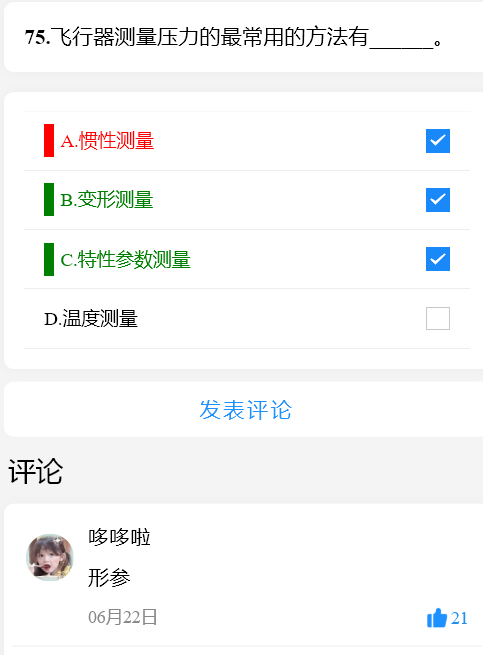 75.飞行器测量压力的最常用的方法有______。
A.惯性测量
B.变形测量
C.特性参数测量
D.温度测量
发表评论
评论
哆哆啦
形参
06月22日
21